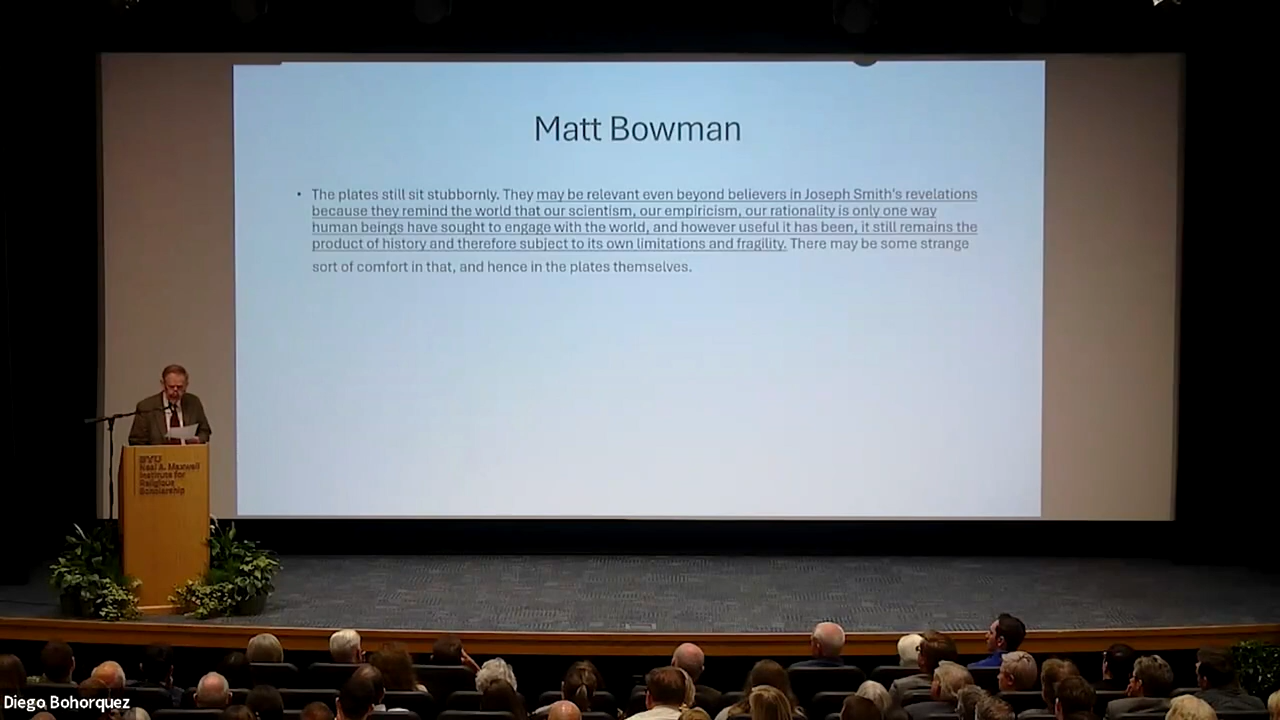 Matt Bowman
• The plates still sit stubbornly. They may be relevant even beyond believers in Joseph Smith's revelations
because they remind the world that our scientism, our empiricism, our rationality is only one way
human beings have sought to engage with the world, and however useful it has been, it still remains the
product of history and therefore subject to its own limitations and fragility. There may be some strange
sort of comfort in that, and hence in the plates themselves.
BYU
Neal A. Maxwell
Institute for
Religious
Scholarship
Diego Bohorquez